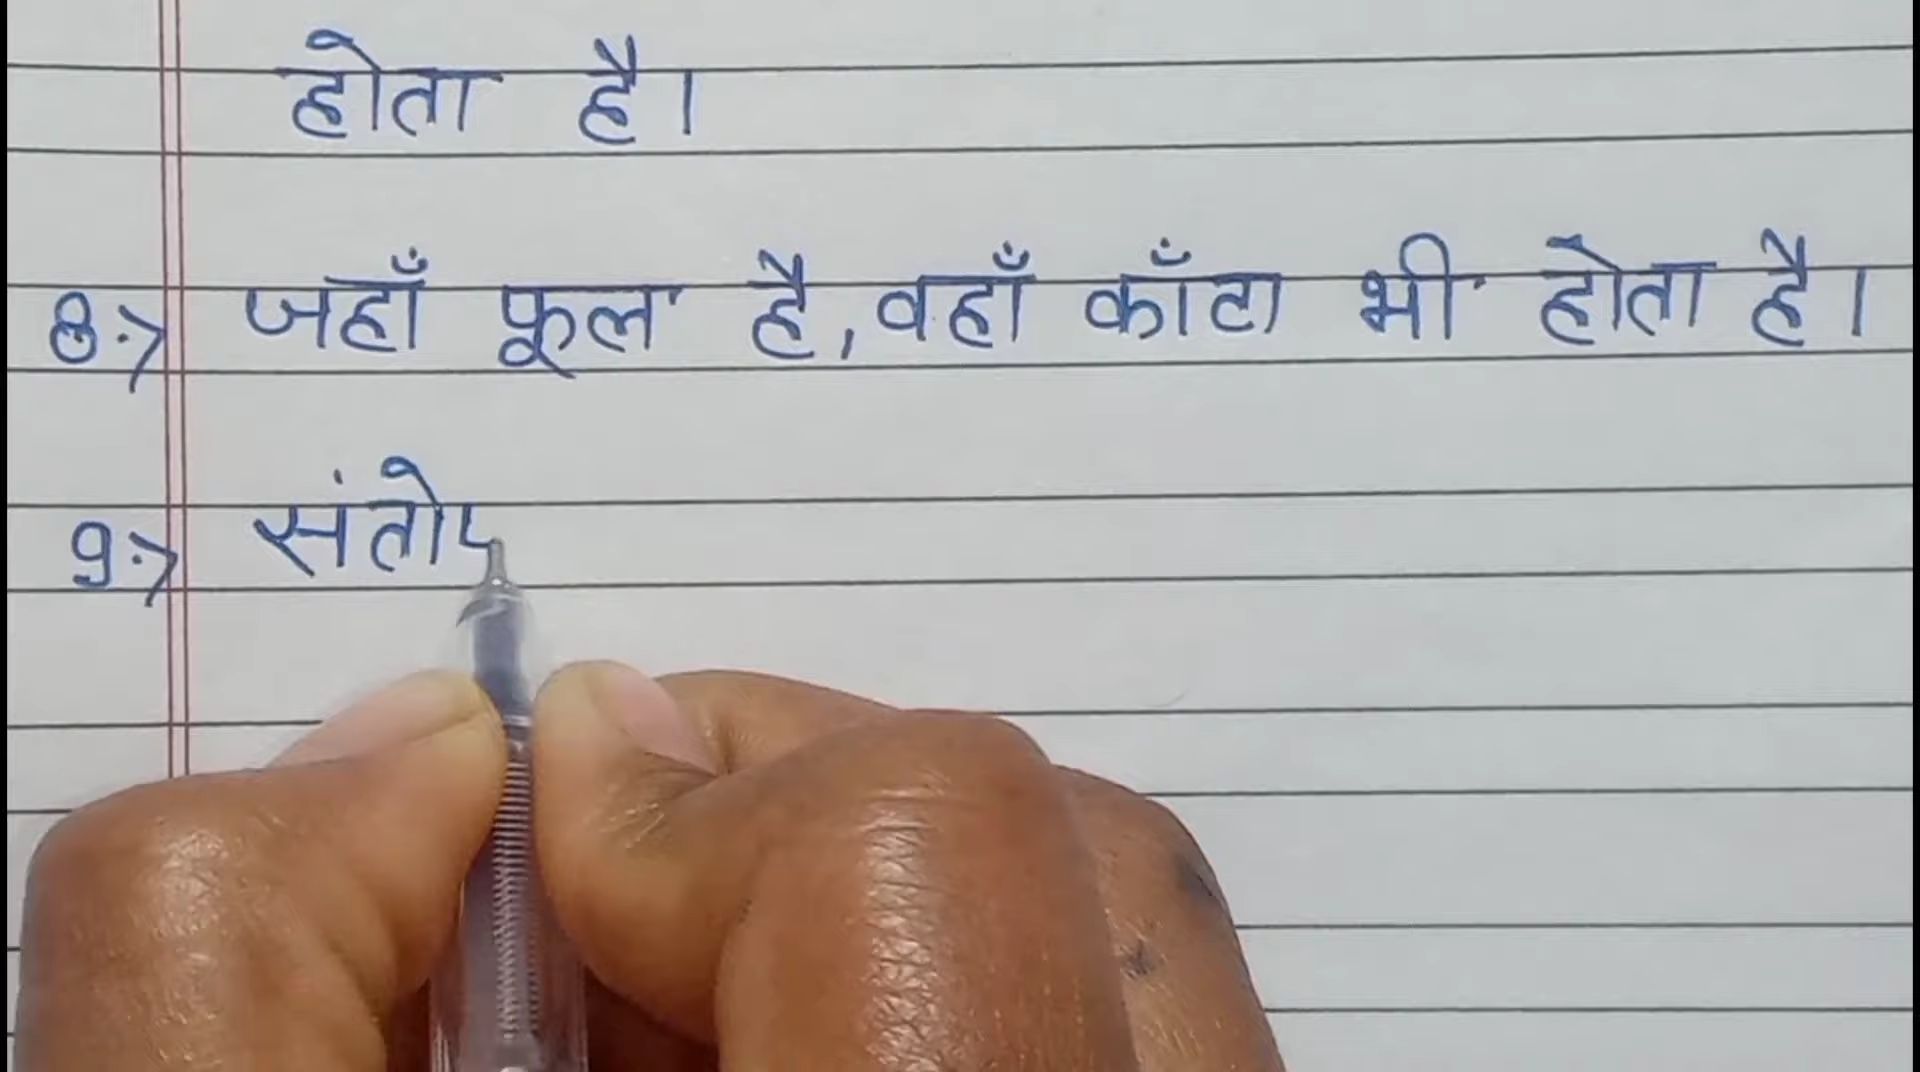 होता है।
8:> जहाँ फूल है, वहाँ काँटा भी होता है।
9:> संतो